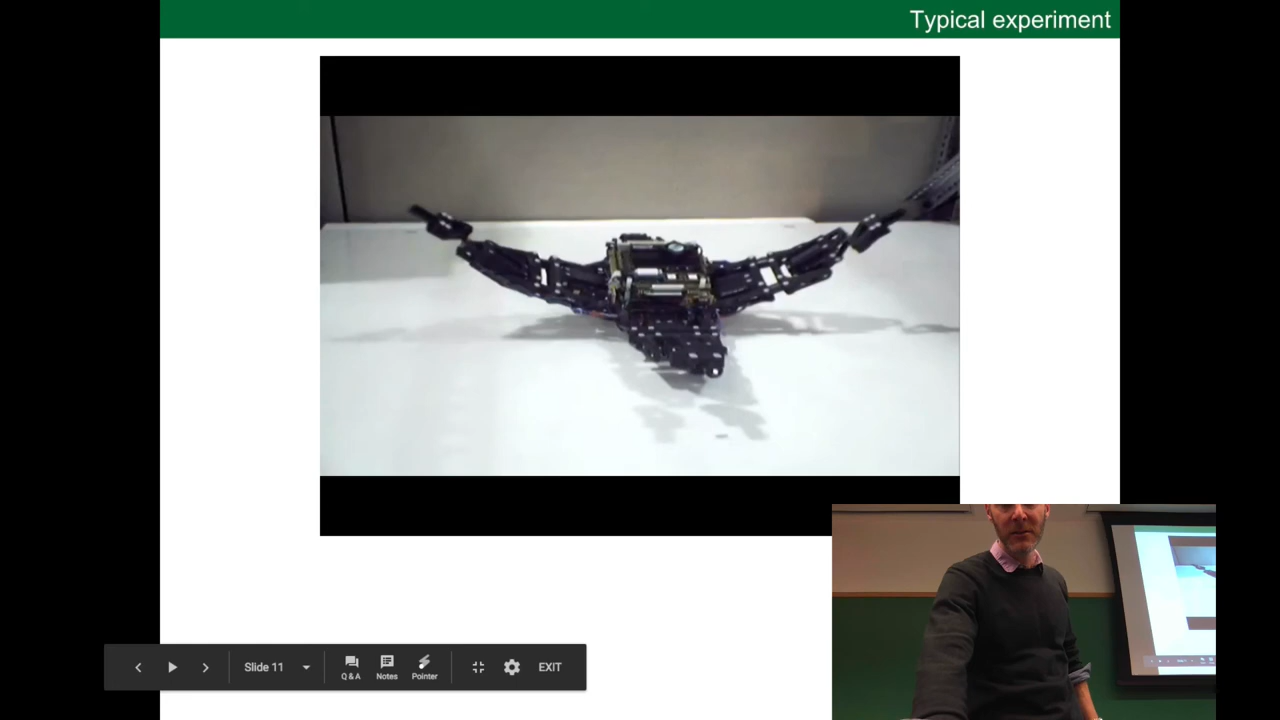 Typical experiment
Slide 11
Q & A
Notes
Pointer
EXIT